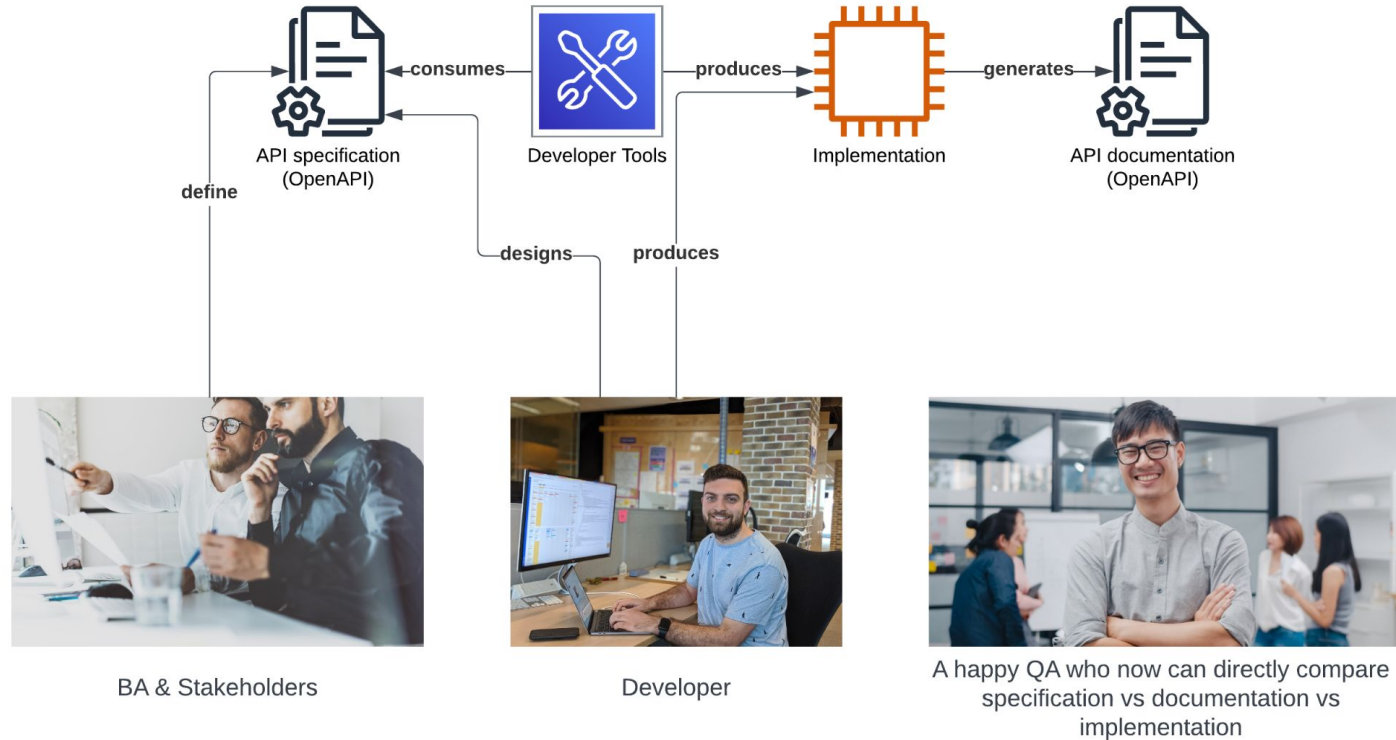 consumes
produces
generates
API specification
(OpenAPI)
Developer Tools
Implementation
API documentation
(OpenAPI)
define
designs
produces
BA & Stakeholders
Developer
A happy QA who now can directly compare
specification vs documentation vs
implementation